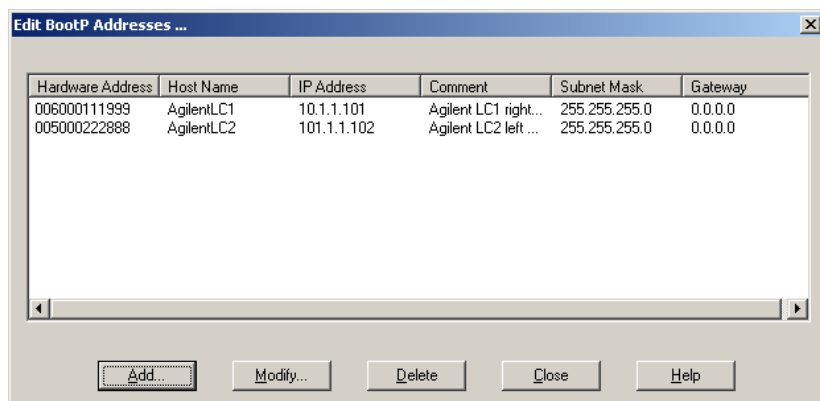 Edit BootP Addresses ...
Hardware Address Host Name IP Address Comment Subnet Mask Gateway
006000111999 AgilentLC1 10.1.1.101 Agilent LC1 right... 255.255.255.0 0.0.0.0
005000222888 AgilentLC2 101.1.1.102 Agilent LC2 left ... 255.255.255.0 0.0.0.0
Add... Modify... Delete Close Help